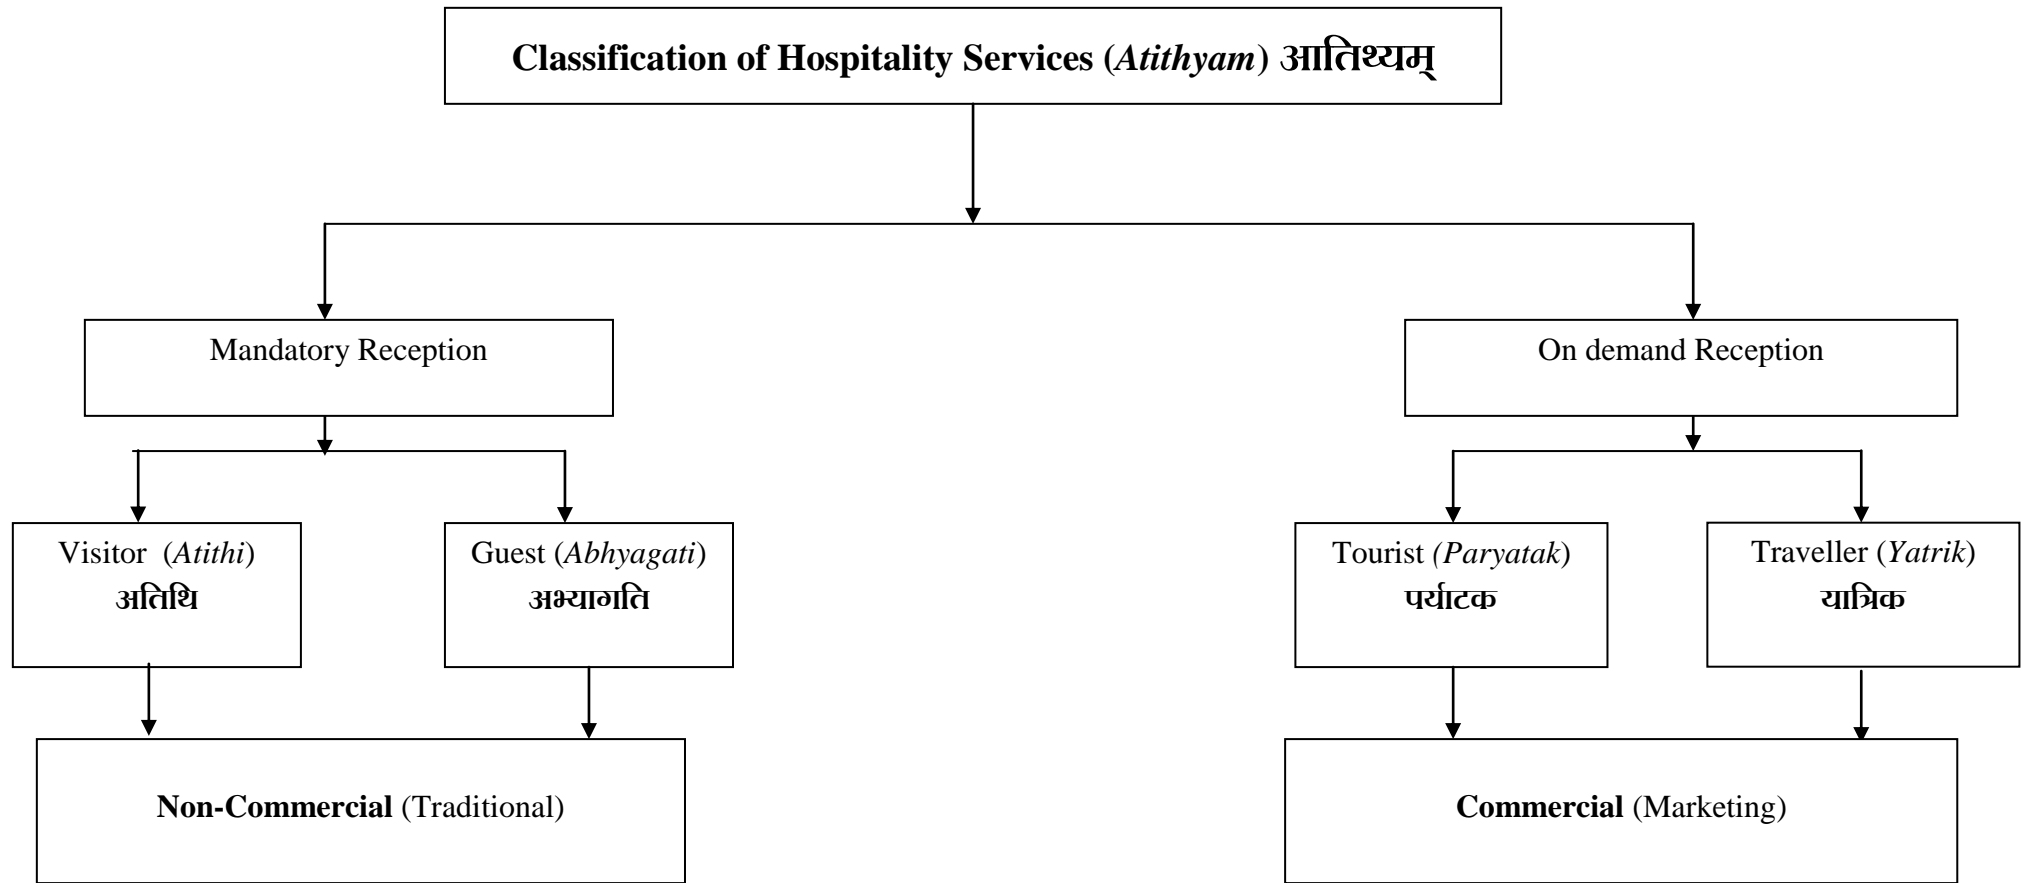 Classification of Hospitality Services (Atithyam) आतिथ्यम्
Mandatory Reception
On demand Reception
Visitor (Atithi)
अतिथि
Guest (Abhyagati)
अभ्यागति
Tourist (Paryatak)
पर्याटक
Traveller (Yatrik)
यात्रिक
Non-Commercial (Traditional)
Commercial (Marketing)